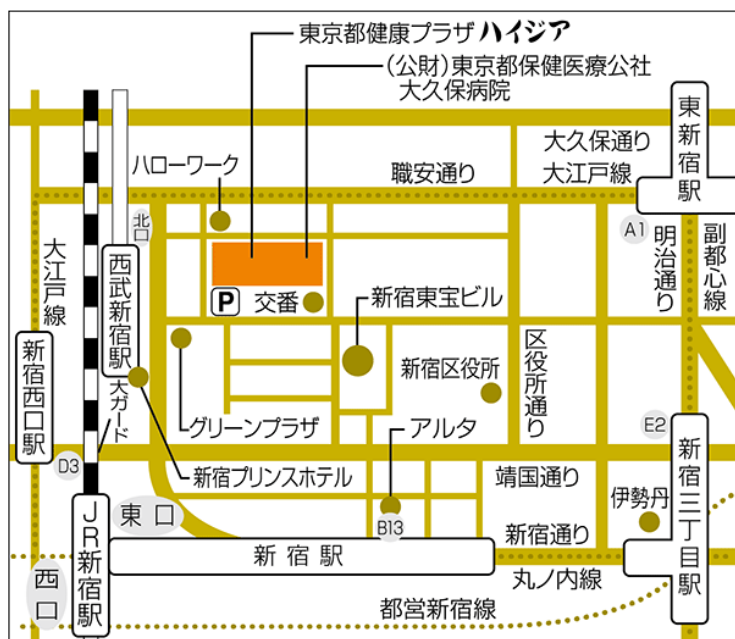 東京都健康プラザ ハイジア
(公財)東京都保健医療公社
大久保病院
東新宿駅
大久保通り
ハローワーク
職安通り
大江戸線
北口
A1
大江戸線
西武新宿駅
明治通り
副都心線
P
交番
新宿東宝ビル
新宿西口駅
大ガード
新宿区役所
区役所通り
グリーンプラザ
アルタ
E2
D3
新宿プリンスホテル
靖国通り
新宿三丁目駅
伊勢丹
東口
B13
新宿通り
JR新宿駅
新宿駅
西口
丸ノ内線
都営新宿線